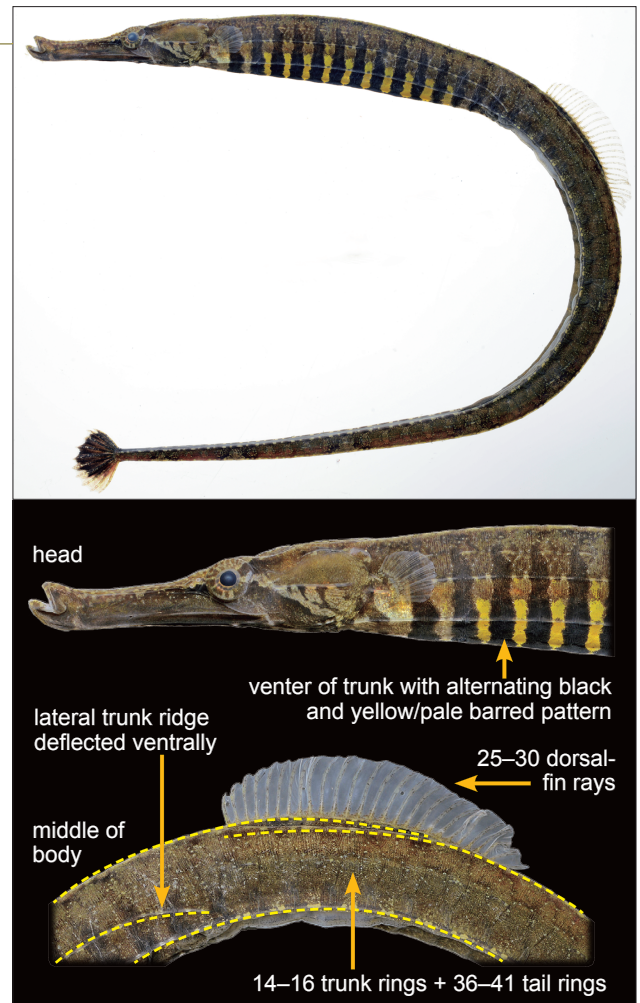 head
venter of trunk with alternating black
and yellow/pale barred pattern
lateral trunk ridge
deflected ventrally
25–30 dorsal-
fin rays
middle of
body
14–16 trunk rings + 36–41 tail rings